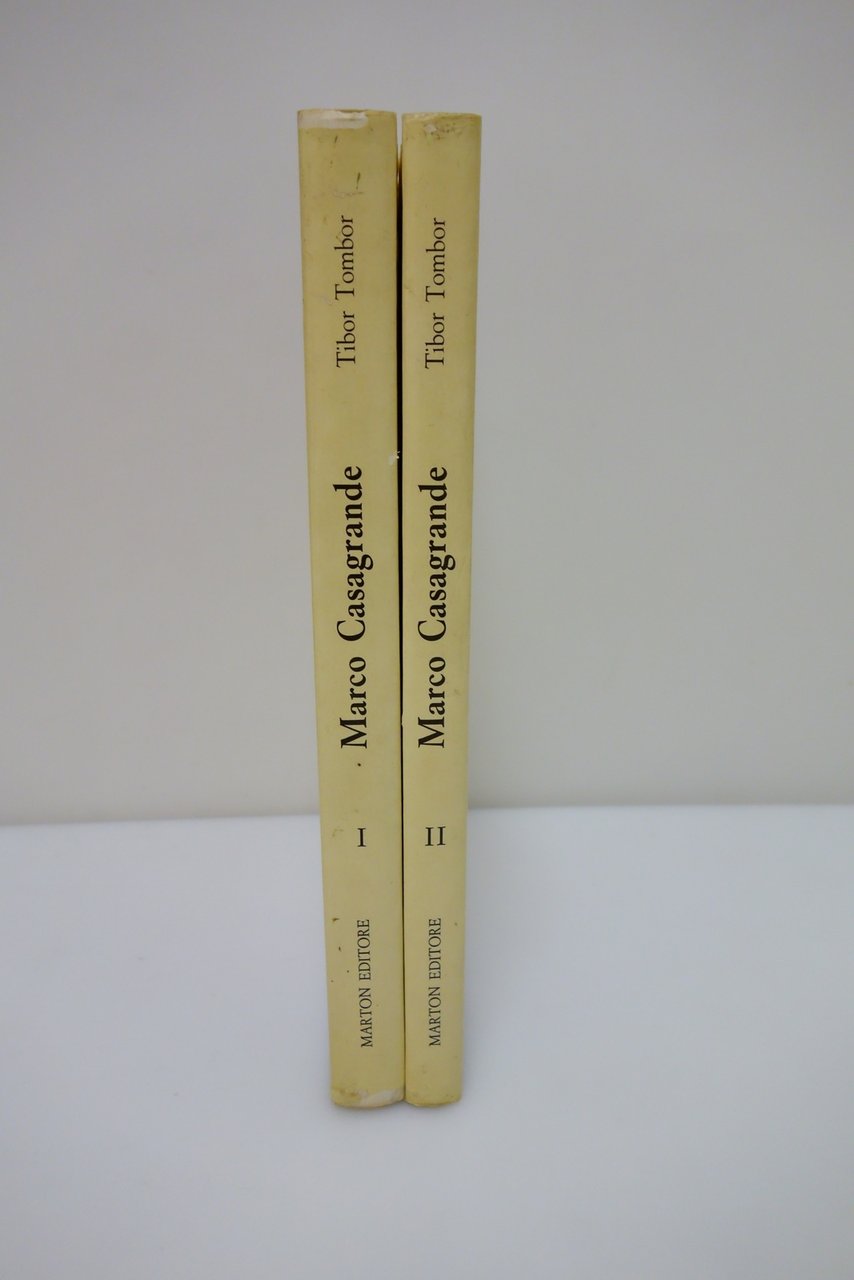 Tibor Tombor
Marco Casagrande
I
MARTON EDITORE
Tibor Tombor
Marco Casagrande
II
MARTON EDITORE